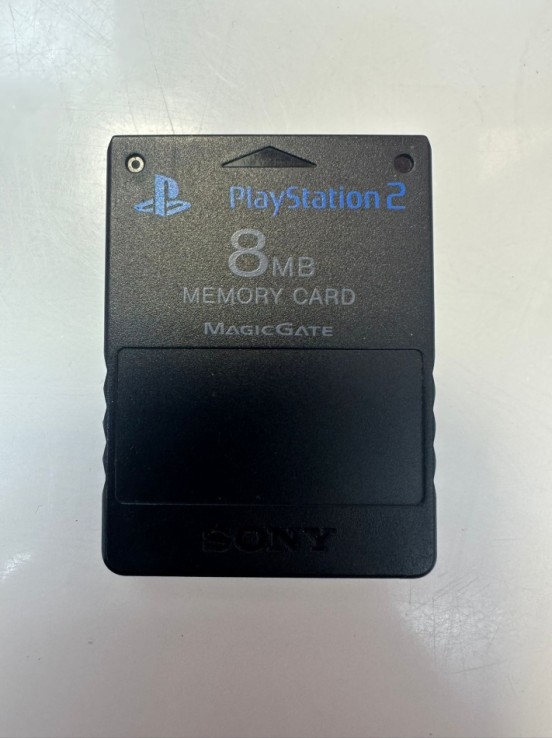 PlayStation 2
8MB
MEMORY CARD
MAGICGATE
SONY